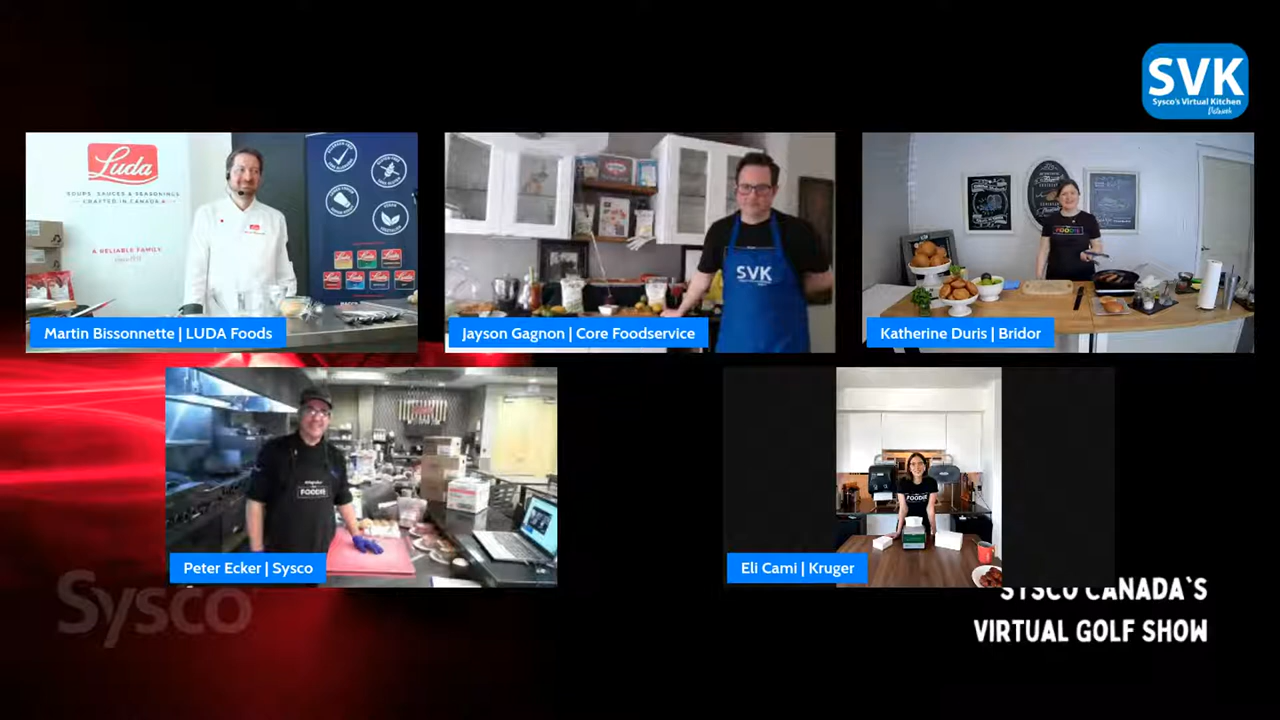 SVK
Sysco's Virtual Kitchen
Network
Luda
SOUPS, SAUCES & SEASONINGS
CRAFTED IN CANADA
A RELIABLE FAMILY
Martin Bissonnette | LUDA Foods
SVK
Jayson Gagnon | Core Foodservice
FOODIE
Katherine Duris | Bridor
FOODIE
Peter Ecker | Sysco
FOODIE
Eli Cami | Kruger
Sysco
SYSCO CANADA'S
VIRTUAL GOLF SHOW